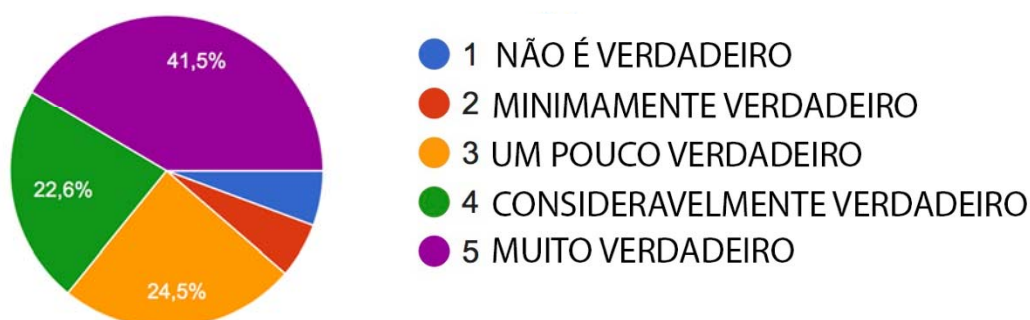 41,5%
22,6%
24,5%
1 NÃO É VERDADEIRO
2 MINIMAMENTE VERDADEIRO
3 UM POUCO VERDADEIRO
4 CONSIDERAVELMENTE VERDADEIRO
5 MUITO VERDADEIRO